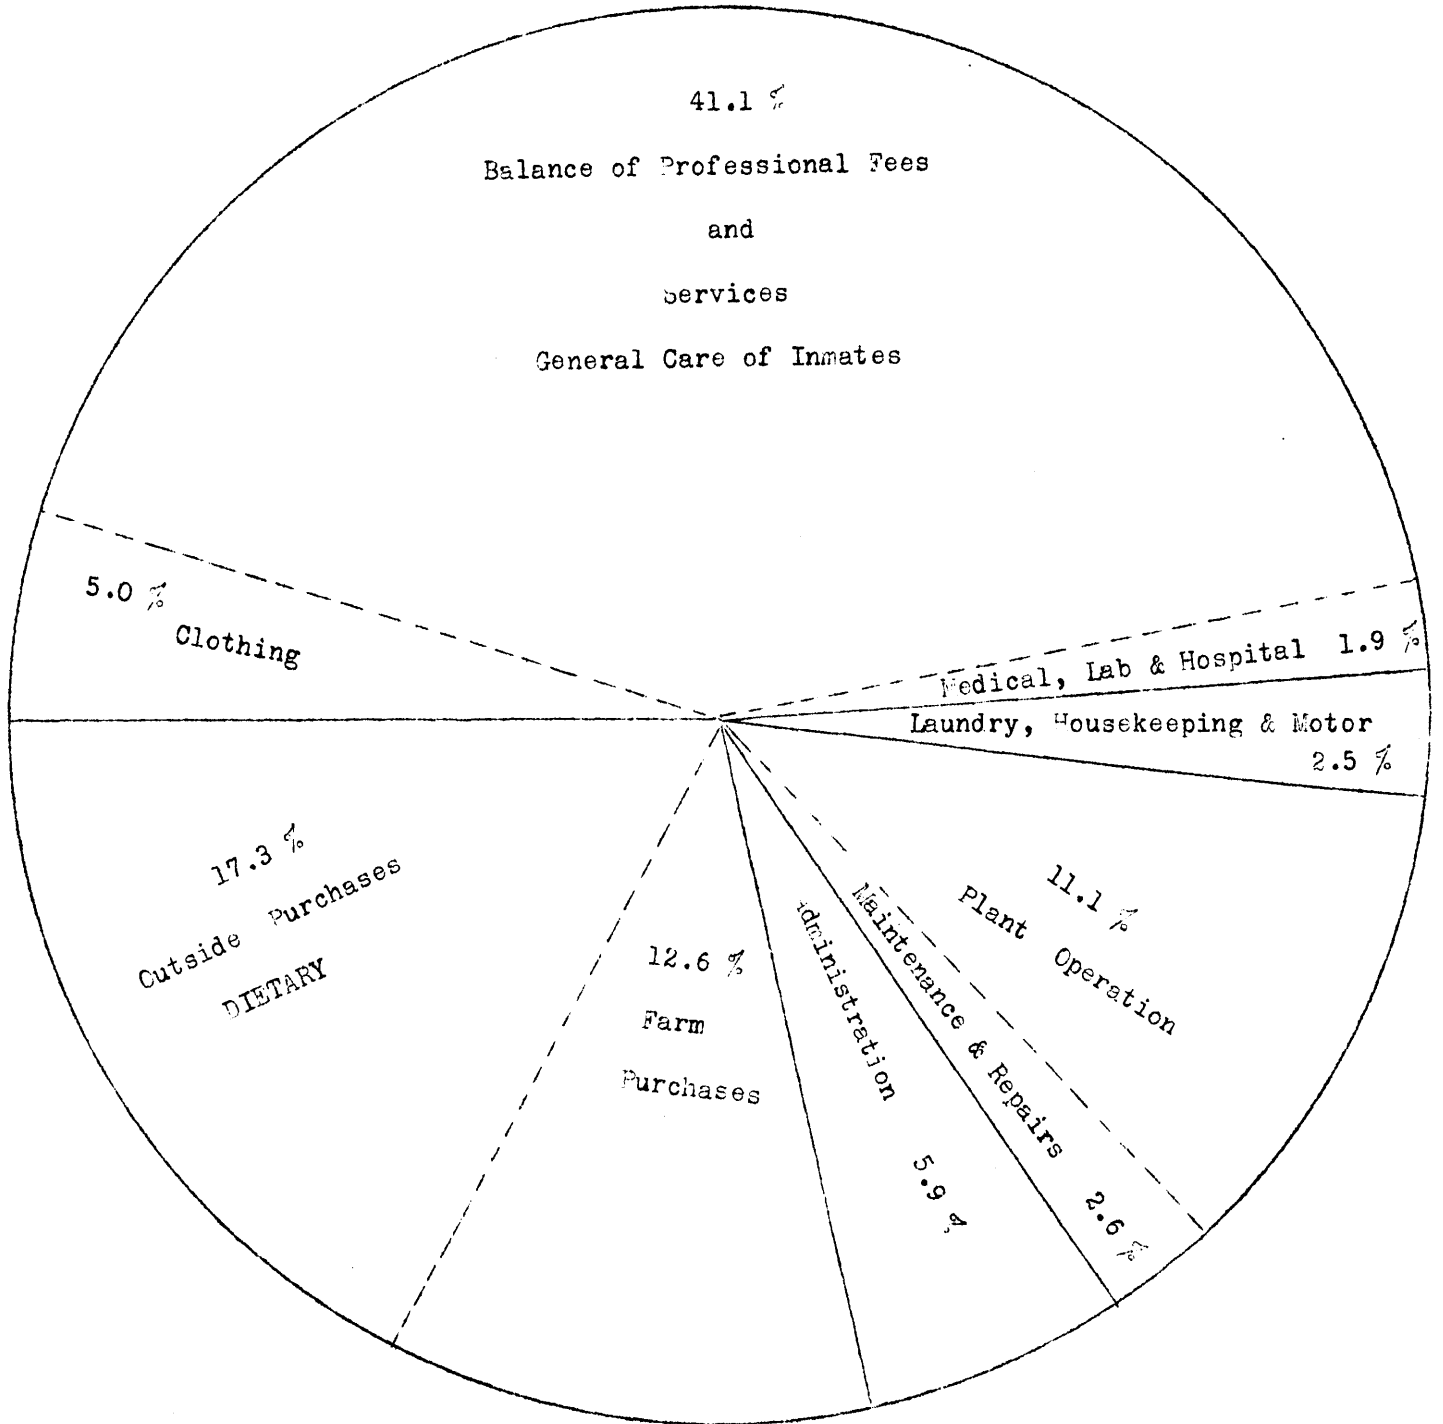 41.1 %
Balance of Professional Fees
and
Services
General Care of Inmates
5.0 %
Clothing
Medical, Lab & Hospital 1.9 %
Laundry, Housekeeping & Motor
2.5 %
11.1 %
Plant Operation
Maintenance & Repairs 2.6 %
Administration 5.9 %
12.6 %
Farm
Purchases
17.3 %
Outside Purchases
DIETARY